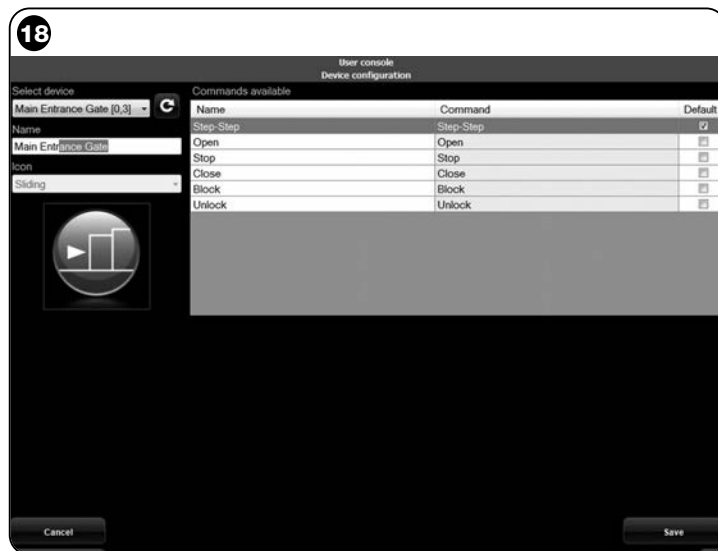 18
User console
Device configuration
Select device
Commands available
Main Entrance Gate [0,3]
Name Command Default
Name
Step-Step Step-Step
Main Entrance Gate
Open Open
Stop Stop
Icon
Close Close
Sliding
Block Block
Unlock Unlock
Cancel Save